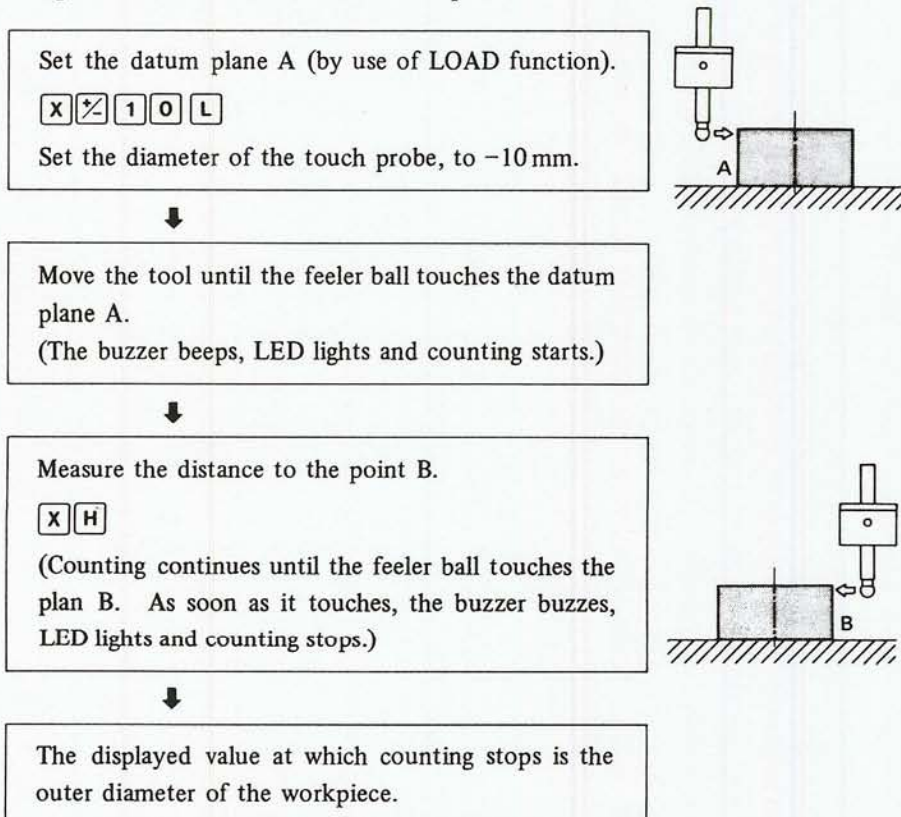 Set the datum plane A (by use of LOAD function).
X +/- 1 0 L
Set the diameter of the touch probe, to −10 mm.
A
Move the tool until the feeler ball touches the datum
plane A.
(The buzzer beeps, LED lights and counting starts.)
Measure the distance to the point B.
X H
(Counting continues until the feeler ball touches the
plan B. As soon as it touches, the buzzer buzzes,
LED lights and counting stops.)
B
The displayed value at which counting stops is the
outer diameter of the workpiece.